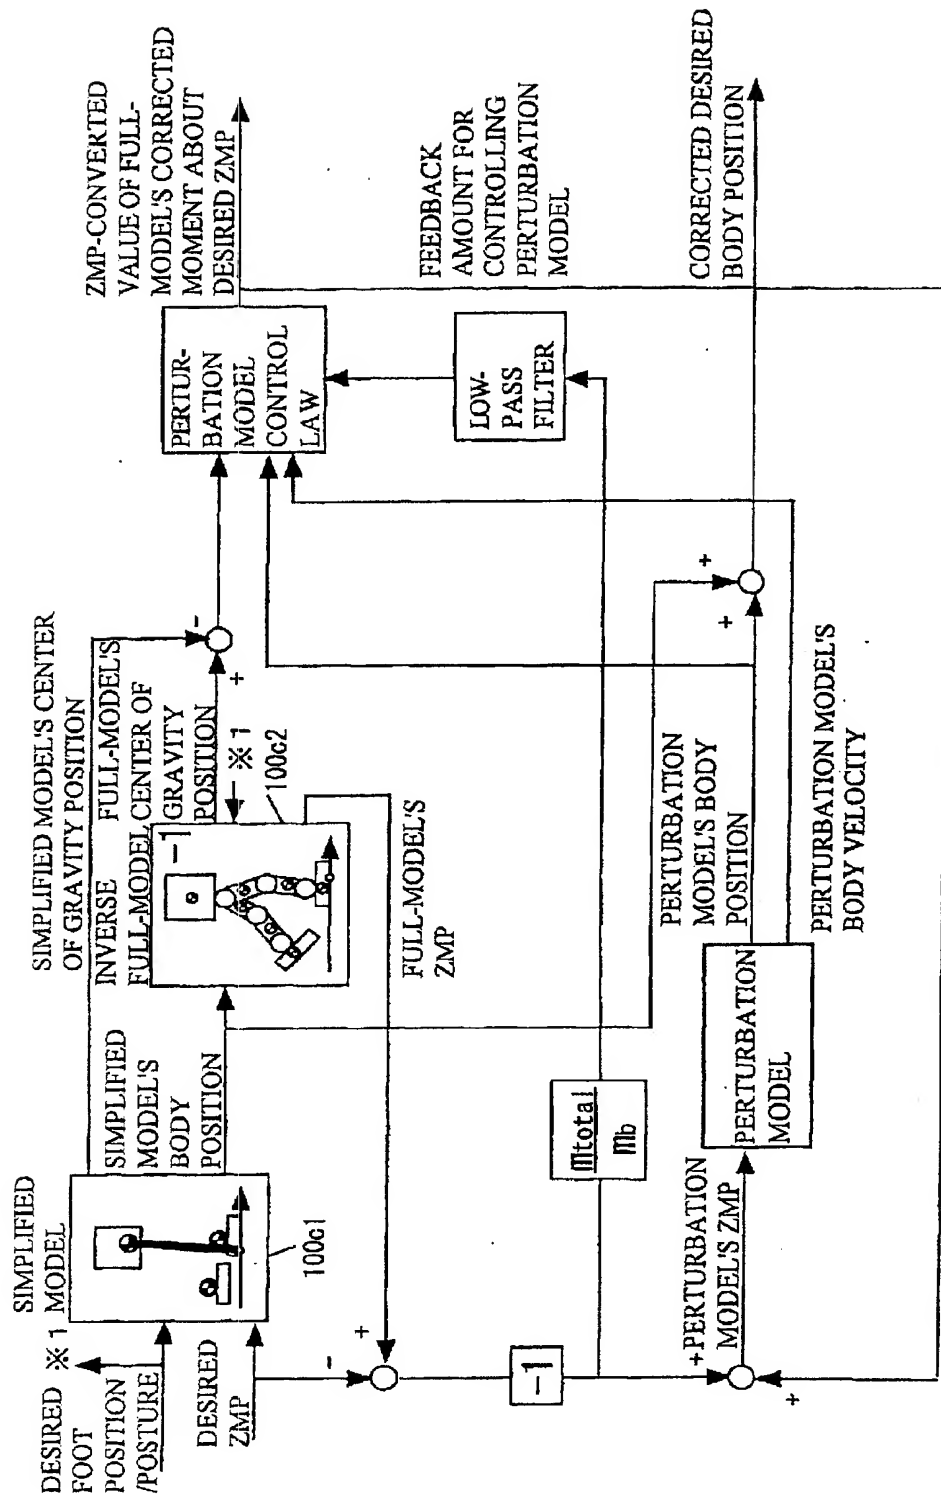 DESIRED
FOOT
POSITION
/POSTURE
※1
SIMPLIFIED
MODEL
DESIRED
ZMP
100c1
SIMPLIFIED MODEL'S CENTER
OF GRAVITY POSITION
SIMPLIFIED
MODEL'S
BODY
POSITION
INVERSE
FULL-MODEL
-1
FULL-MODEL'S
CENTER OF
GRAVITY
POSITION
※1
100c2
FULL-MODEL'S
ZMP
-
+
PERTUR-
BATION
MODEL
CONTROL
LAW
ZMP-CONVERTED
VALUE OF FULL-
MODEL'S CORRECTED
MOMENT ABOUT
DESIRED ZMP
LOW-
PASS
FILTER
FEEDBACK
AMOUNT FOR
CONTROLLING
PERTURBATION
MODEL
-
+
-1
Mtotal
Mb
+
+
PERTURBATION
MODEL'S ZMP
PERTURBATION
MODEL
PERTURBATION
MODEL'S BODY
POSITION
PERTURBATION MODEL'S
BODY VELOCITY
+
+
CORRECTED DESIRED
BODY POSITION